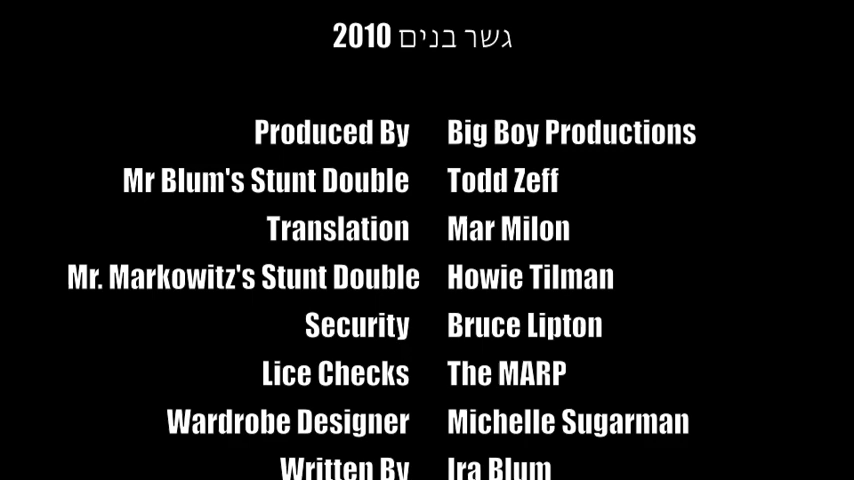 גשר בנים 2010
Produced By Big Boy Productions
Mr Blum's Stunt Double Todd Zeff
Translation Mar Milon
Mr. Markowitz's Stunt Double Howie Tilman
Security Bruce Lipton
Lice Checks The MARP
Wardrobe Designer Michelle Sugarman
Written By Ira Blum